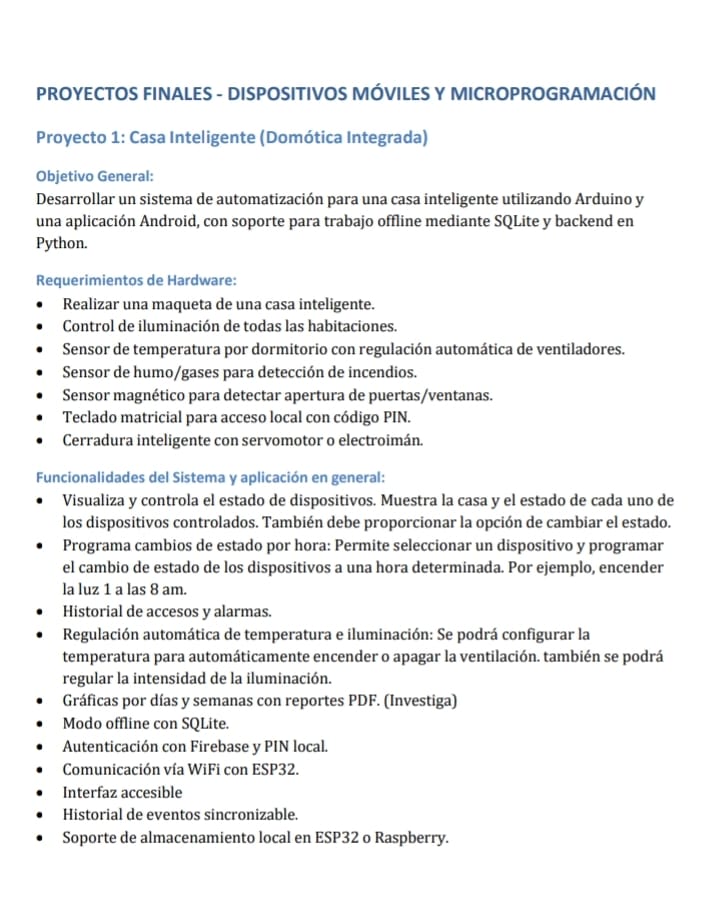 PROYECTOS FINALES - DISPOSITIVOS MÓVILES Y MICROPROGRAMACIÓN
Proyecto 1: Casa Inteligente (Domótica Integrada)
Objetivo General:
Desarrollar un sistema de automatización para una casa inteligente utilizando Arduino y
una aplicación Android, con soporte para trabajo offline mediante SQLite y backend en
Python.
Requerimientos de Hardware:
• Realizar una maqueta de una casa inteligente.
• Control de iluminación de todas las habitaciones.
• Sensor de temperatura por dormitorio con regulación automática de ventiladores.
• Sensor de humo/gases para detección de incendios.
• Sensor magnético para detectar apertura de puertas/ventanas.
• Teclado matricial para acceso local con código PIN.
• Cerradura inteligente con servomotor o electroimán.
Funcionalidades del Sistema y aplicación en general:
• Visualiza y controla el estado de dispositivos. Muestra la casa y el estado de cada uno de
los dispositivos controlados. También debe proporcionar la opción de cambiar el estado.
• Programa cambios de estado por hora: Permite seleccionar un dispositivo y programar
el cambio de estado de los dispositivos a una hora determinada. Por ejemplo, encender
la luz 1 a las 8 am.
• Historial de accesos y alarmas.
• Regulación automática de temperatura e iluminación: Se podrá configurar la
temperatura para automáticamente encender o apagar la ventilación. también se podrá
regular la intensidad de la iluminación.
• Gráficas por días y semanas con reportes PDF. (Investiga)
• Modo offline con SQLite.
• Autenticación con Firebase y PIN local.
• Comunicación vía WiFi con ESP32.
• Interfaz accesible
• Historial de eventos sincronizable.
• Soporte de almacenamiento local en ESP32 o Raspberry.